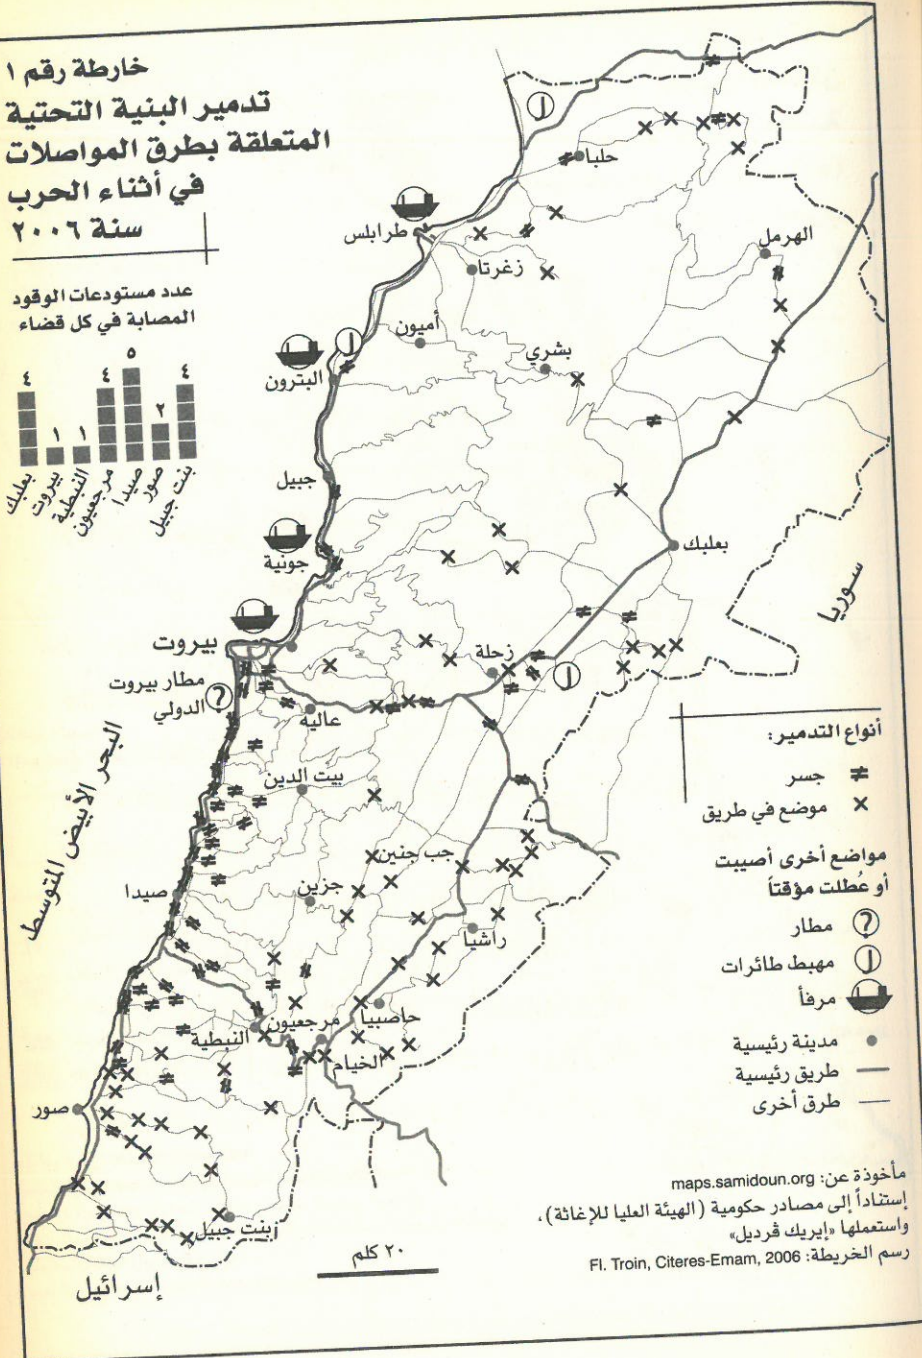 خارطة رقم ١
تدمير البنية التحتية
المتعلقة بطرق المواصلات
في أثناء الحرب
سنة ٢٠٠٦
عدد مستودعات الوقود
المصابة في كل قضاء
٤
١
١
٤
٥
٢
٤
بعلبك
بيروت
النبطية
مرجعيون
صيدا
صور
بنت جبيل
حلبا
طرابلس
الهرمل
زغرتا
أميون
بشري
البترون
جبيل
بعلبك
جونية
سوريا
بيروت
زحلة
مطار بيروت
الدولي
عاليه
البحر الأبيض المتوسط
بيت الدين
جب جنين
صيدا
جزين
راشيا
حاصبيا
مرجعيون
النبطية
الخيام
صور
بنت جبيل
إسرائيل
٢٠ كلم
أنواع التدمير:
جسر
موضع في طريق
مواضع أخرى أصيبت
أو عُطلت مؤقتاً
مطار
مهبط طائرات
مرفأ
مدينة رئيسية
طريق رئيسية
طرق أخرى
مأخوذة عن: maps.samidoun.org
إستناداً إلى مصادر حكومية (الهيئة العليا للإغاثة)،
واستعملها «إيريك ڤرديل»
رسم الخريطة: Fl. Troin, Citeres-Emam, 2006